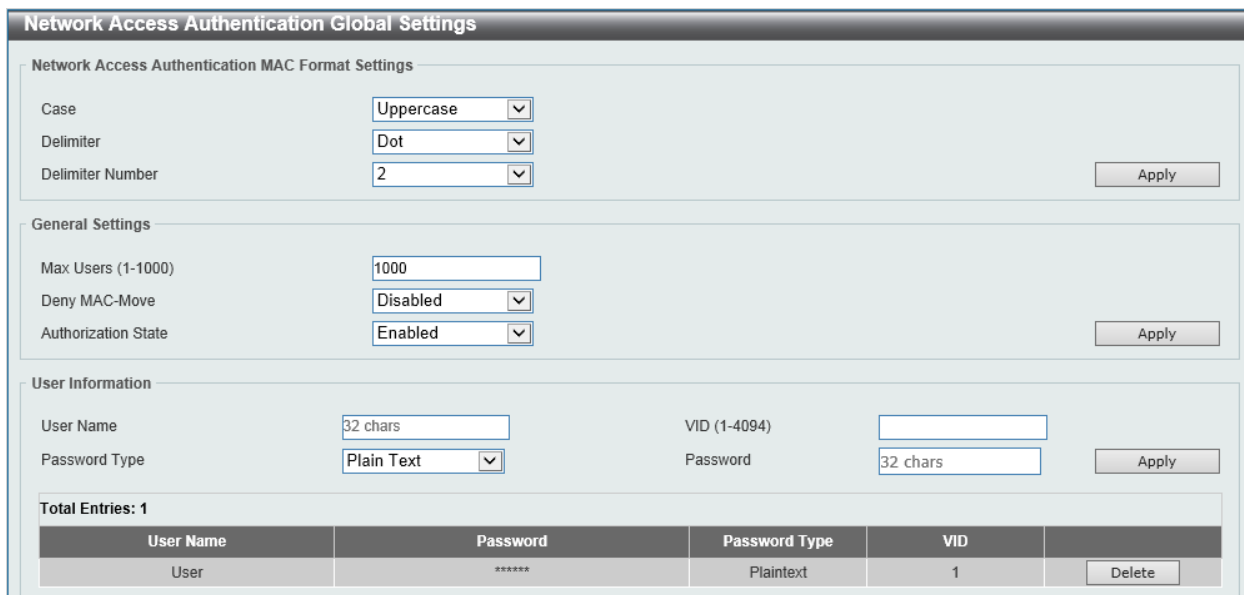 Network Access Authentication Global Settings
Network Access Authentication MAC Format Settings
Case Uppercase
Delimiter Dot
Delimiter Number 2 Apply
General Settings
Max Users (1-1000) 1000
Deny MAC-Move Disabled
Authorization State Enabled Apply
User Information
User Name 32 chars VID (1-4094)
Password Type Plain Text Password 32 chars Apply
Total Entries: 1
User Name Password Password Type VID
User ****** Plaintext 1 Delete